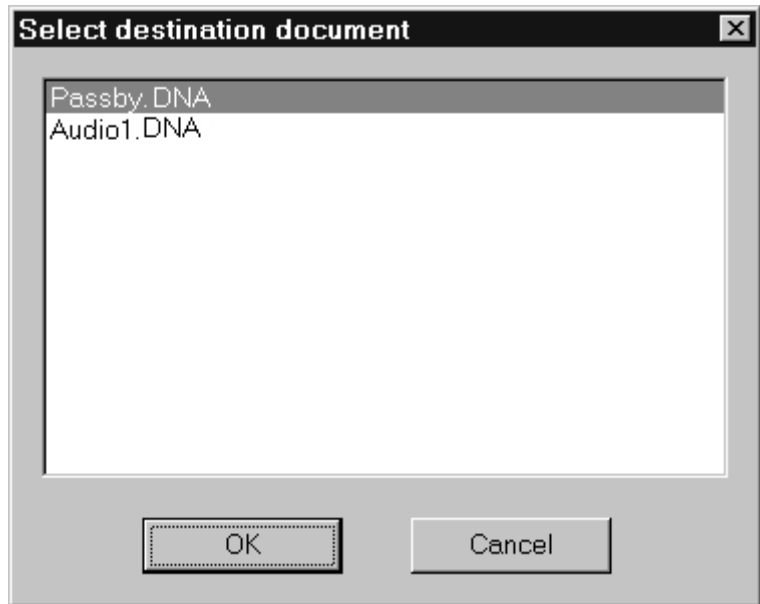 Select destination document
Passby.DNA
Audio1.DNA
OK
Cancel